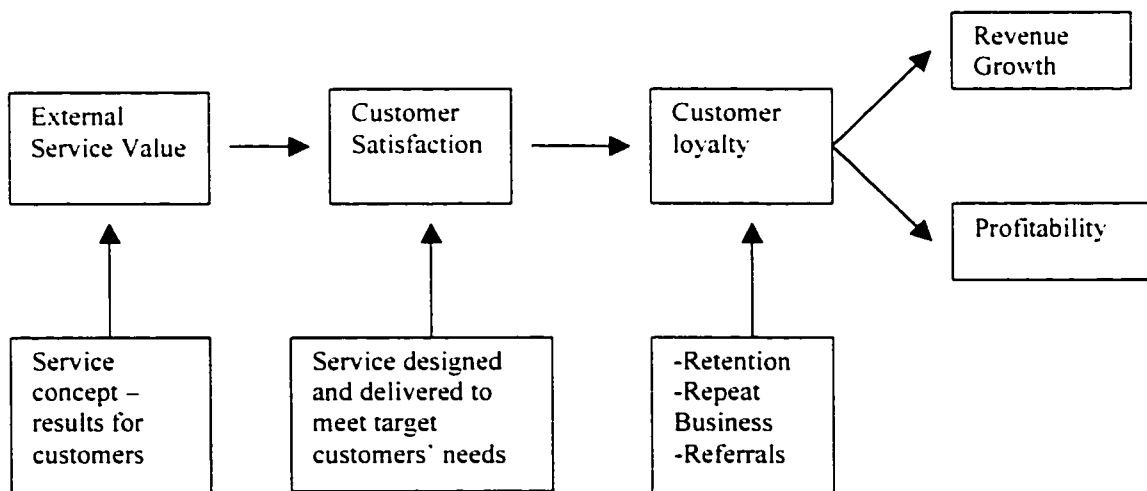 Revenue
Growth
External
Service Value
Customer
Satisfaction
Customer
loyalty
Profitability
Service
concept –
results for
customers
Service designed
and delivered to
meet target
customers' needs
-Retention
-Repeat
Business
-Referrals